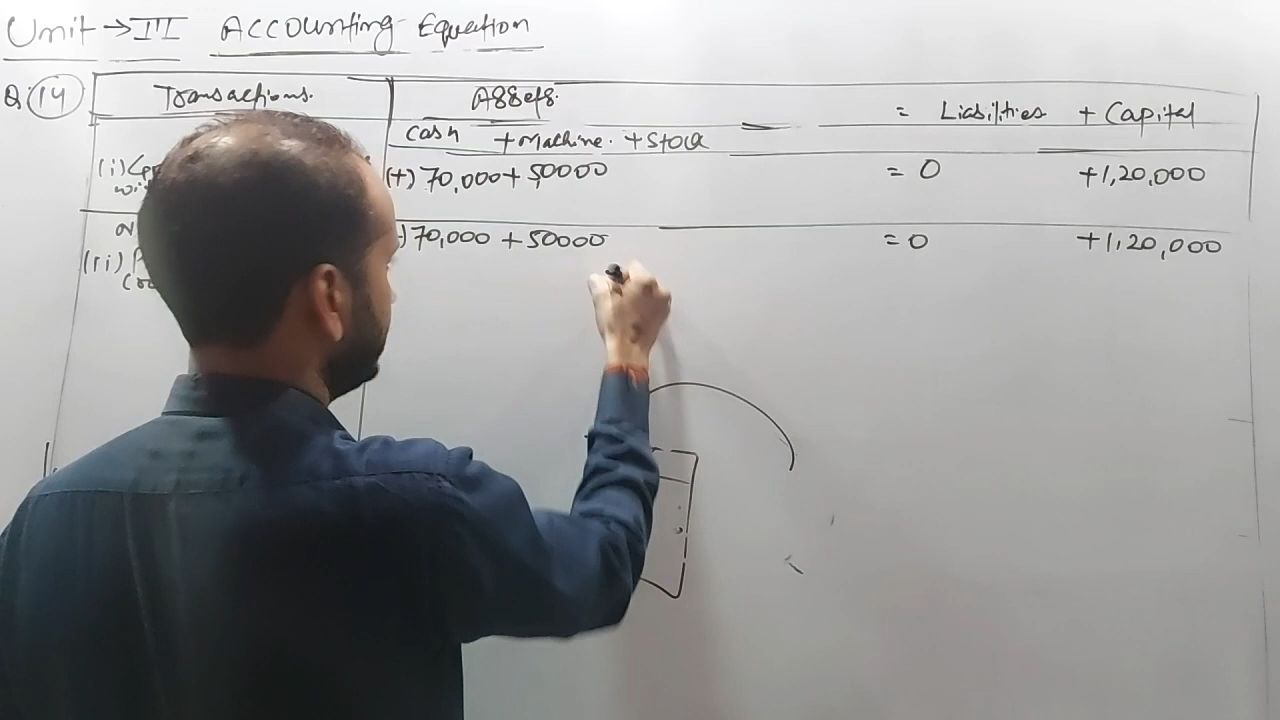 Unit → III Accounting Equation
Q. 14 Transactions. Assets. = Liabilities + Capital
Cash + Machine. + Stock
(i) (+) 70,000 + 50000 = 0 +1,20,000
70,000 + 50000 = 0 +1,20,000
(ii)